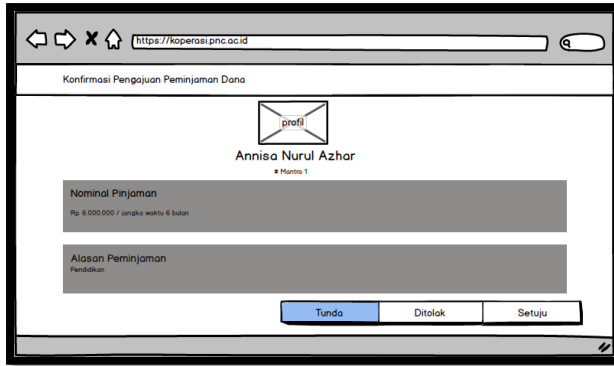 https://koperasi.pnc.ac.id
Konfirmasi Pengajuan Peminjaman Dana
profil
Annisa Nurul Azhar
# Mantra 1
Nominal Pinjaman
Rp. 6.000.000 / jangka waktu 6 bulan
Alasan Peminjaman
Pendidikan
Tunda Ditolak Setuju